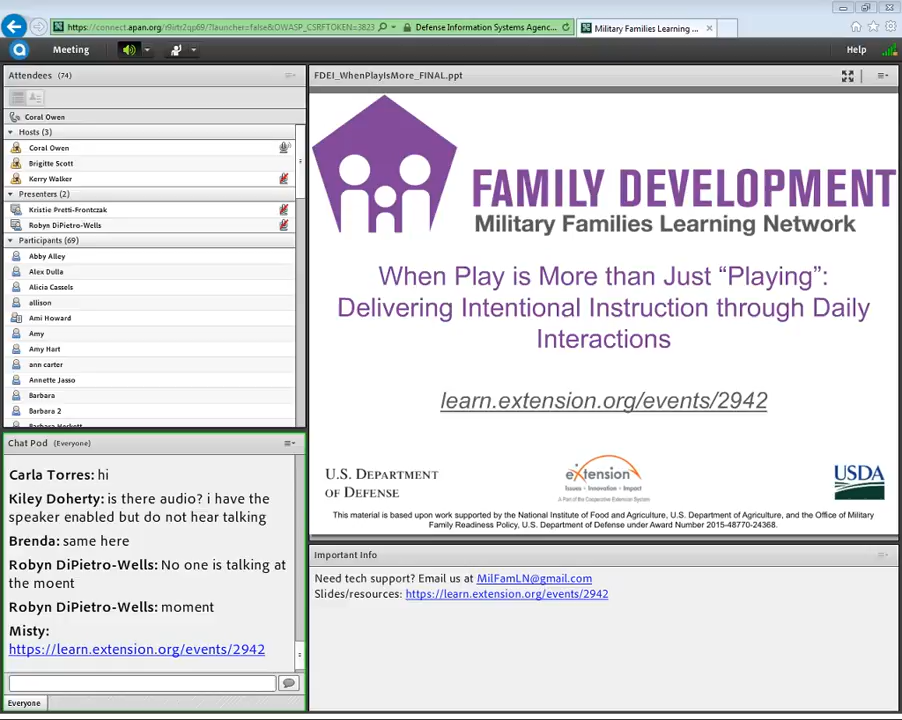 https://connect.apan.org/r9iirtr2qp69/?launcher=false&OWASP_CSRFTOKEN=3823
Defense Information Systems Agenc...
Military Families Learning ...
Meeting
Help
Attendees (74)
Coral Owen
Hosts (3)
Coral Owen
Brigitte Scott
Kerry Walker
Presenters (2)
Kristie Pretti-Frontczak
Robyn DiPietro-Wells
Participants (69)
Abby Alley
Alex Dulla
Alicia Cassels
allison
Ami Howard
Amy
Amy Hart
ann carter
Annette Jasso
Barbara
Barbara 2
Chat Pod (Everyone)
Carla Torres: hi
Kiley Doherty: is there audio? i have the
speaker enabled but do not hear talking
Brenda: same here
Robyn DiPietro-Wells: No one is talking at
the moent
Robyn DiPietro-Wells: moment
Misty:
https://learn.extension.org/events/2942
Everyone
FDEI_WhenPlayIsMore_FINAL.ppt
FAMILY DEVELOPMENT
Military Families Learning Network
When Play is More than Just “Playing”:
Delivering Intentional Instruction through Daily
Interactions
learn.extension.org/events/2942
U.S. DEPARTMENT
OF DEFENSE
eXtension
Issues · Innovation · Impact
A Part of the Cooperative Extension System
USDA
This material is based upon work supported by the National Institute of Food and Agriculture, U.S. Department of Agriculture, and the Office of Military
Family Readiness Policy, U.S. Department of Defense under Award Number 2015-48770-24368.
Important Info
Need tech support? Email us at MilFamLN@gmail.com
Slides/resources: https://learn.extension.org/events/2942